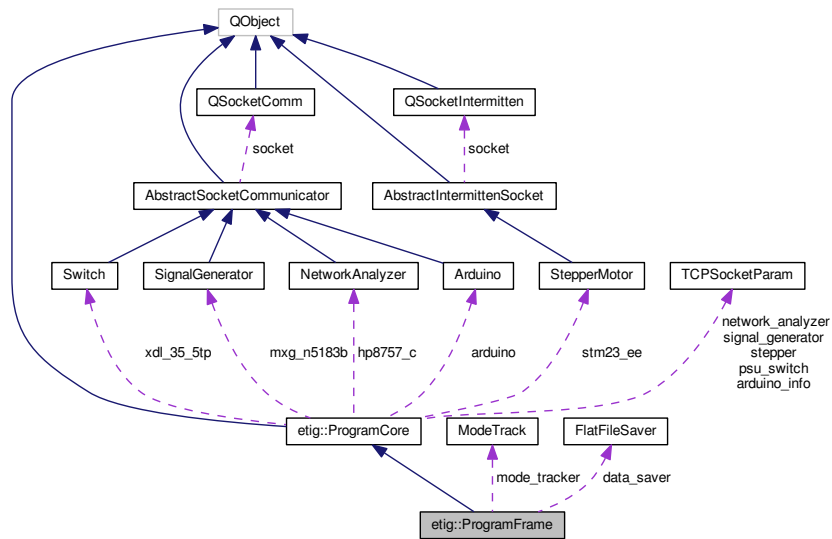 QObject
QSocketComm
QSocketIntermitten
socket
socket
AbstractSocketCommunicator
AbstractIntermittenSocket
Switch
SignalGenerator
NetworkAnalyzer
Arduino
StepperMotor
TCPSocketParam
xdl_35_5tp
mxg_n5183b
hp8757_c
arduino
stm23_ee
network_analyzer
signal_generator
stepper
psu_switch
arduino_info
etig::ProgramCore
ModeTrack
FlatFileSaver
mode_tracker
data_saver
etig::ProgramFrame